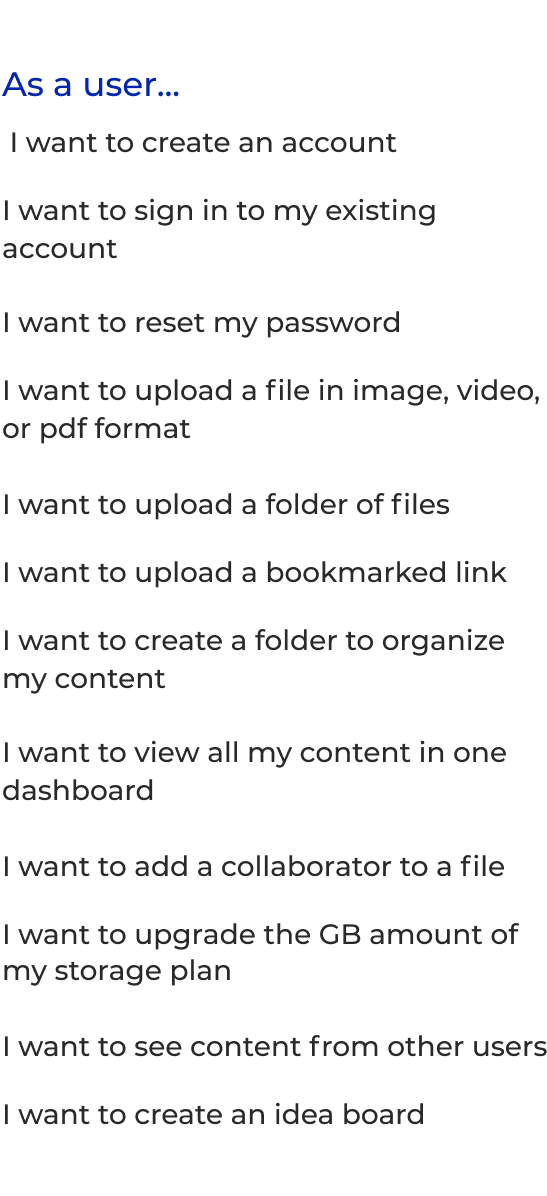 As a user...
I want to create an account
I want to sign in to my existing
account
I want to reset my password
I want to upload a file in image, video,
or pdf format
I want to upload a folder of files
I want to upload a bookmarked link
I want to create a folder to organize
my content
I want to view all my content in one
dashboard
I want to add a collaborator to a file
I want to upgrade the GB amount of
my storage plan
I want to see content from other users
I want to create an idea board